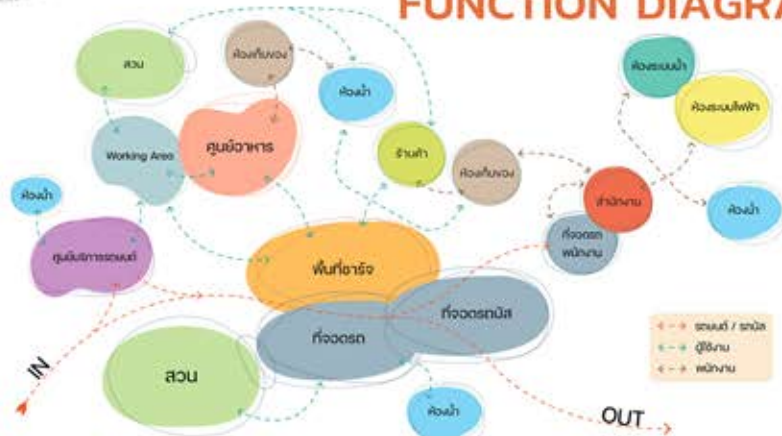 FUNCTION DIAGRA
สวน
ห้องเก็บของ
ห้องน้ำ
ห้องระบบน้ำ
ห้องระบบไฟฟ้า
Working Area
ศูนย์อาหาร
ร้านค้า
ห้องเก็บของ
สำนักงาน
ห้องน้ำ
ห้องน้ำ
ที่จอดรถ
พนักงาน
ศูนย์บริการรถยนต์
พื้นที่ชาร์จ
ที่จอดรถบัส
ที่จอดรถ
สวน
ห้องน้ำ
IN
OUT
รถยนต์ / รถบัส
ผู้ใช้งาน
พนักงาน